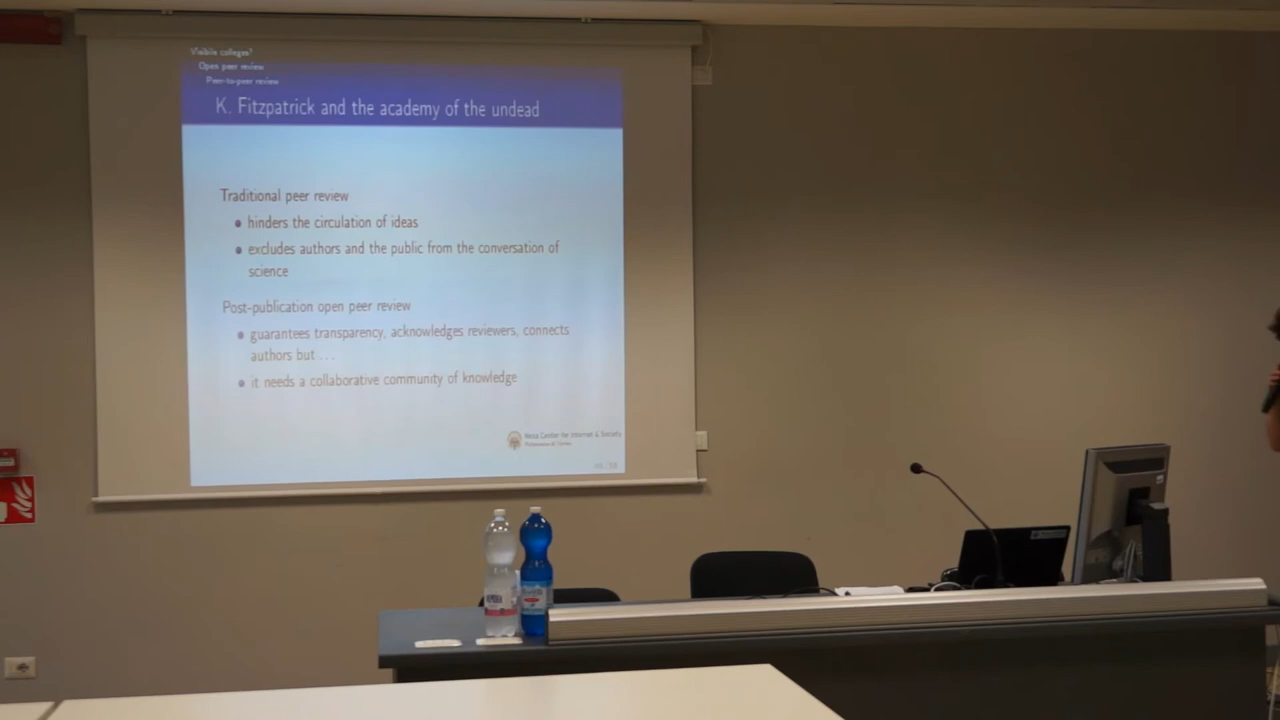 Visible colleges?
Open peer review
Peer-to-peer review
K. Fitzpatrick and the academy of the undead
Traditional peer review
hinders the circulation of ideas
excludes authors and the public from the conversation of
science
Post-publication open peer review
guarantees transparency, acknowledges reviewers, connects
authors but ...
it needs a collaborative community of knowledge
Nexa Center for Internet & Society
Politecnico di Torino